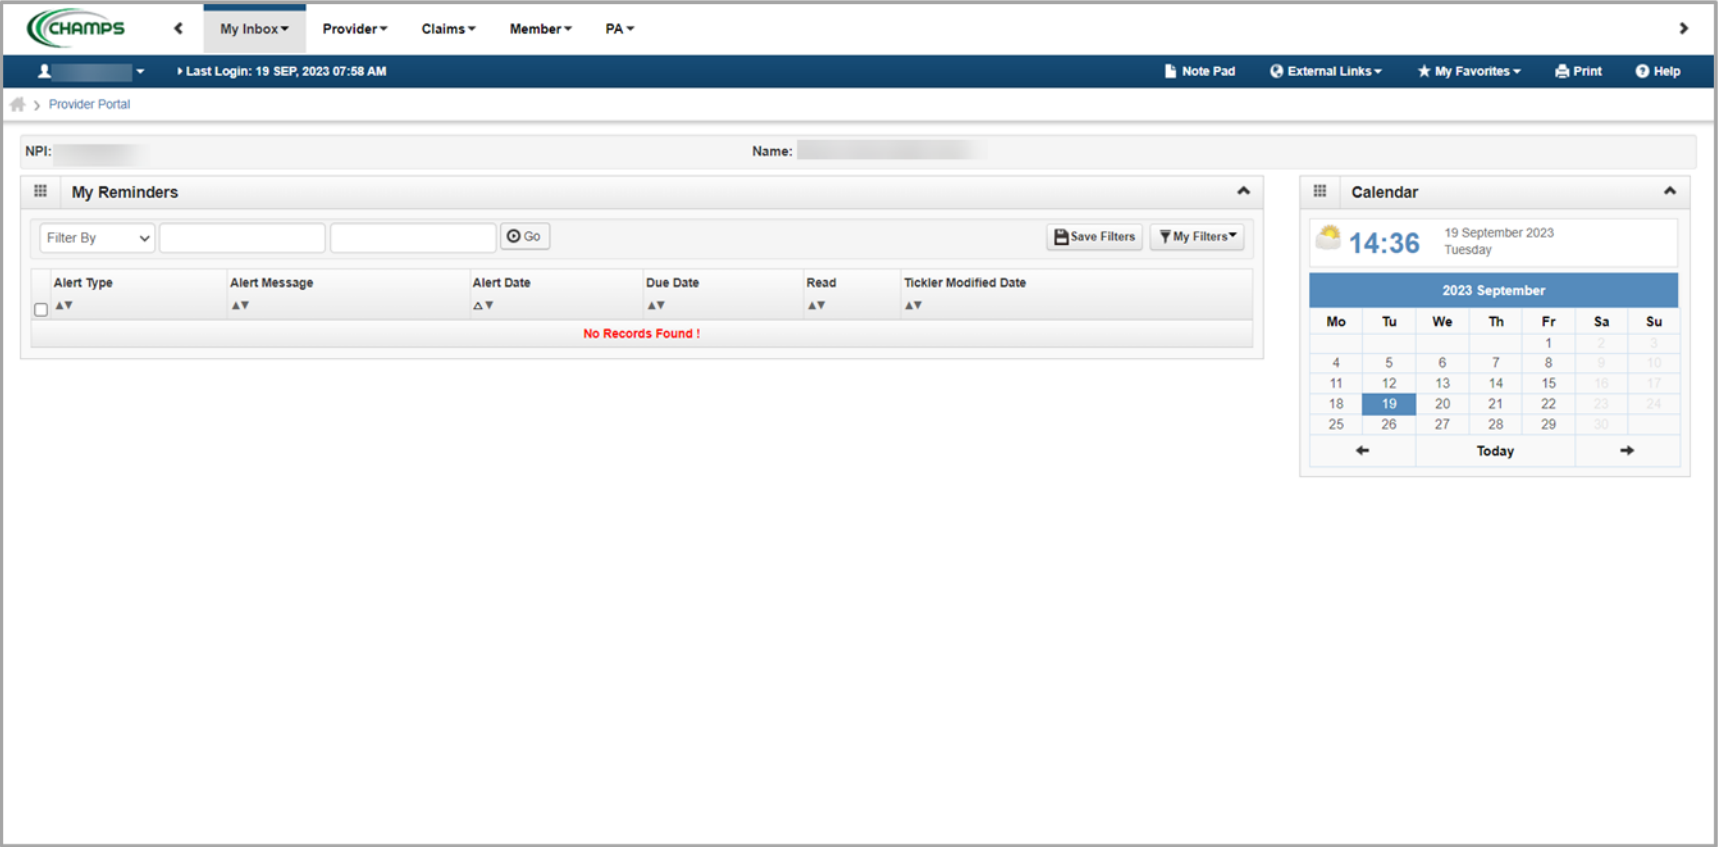 CHAMPS My Inbox Provider Claims Member PA
Last Login: 19 SEP, 2023 07:58 AM Note Pad External Links My Favorites Print Help
Provider Portal
NPI: Name:
My Reminders
Filter By Go Save Filters My Filters
Alert Type Alert Message Alert Date Due Date Read Tickler Modified Date
No Records Found !
Calendar
14:36 19 September 2023
Tuesday
2023 September
Mo Tu We Th Fr Sa Su
1 2 3
4 5 6 7 8 9 10
11 12 13 14 15 16 17
18 19 20 21 22 23 24
25 26 27 28 29 30
Today